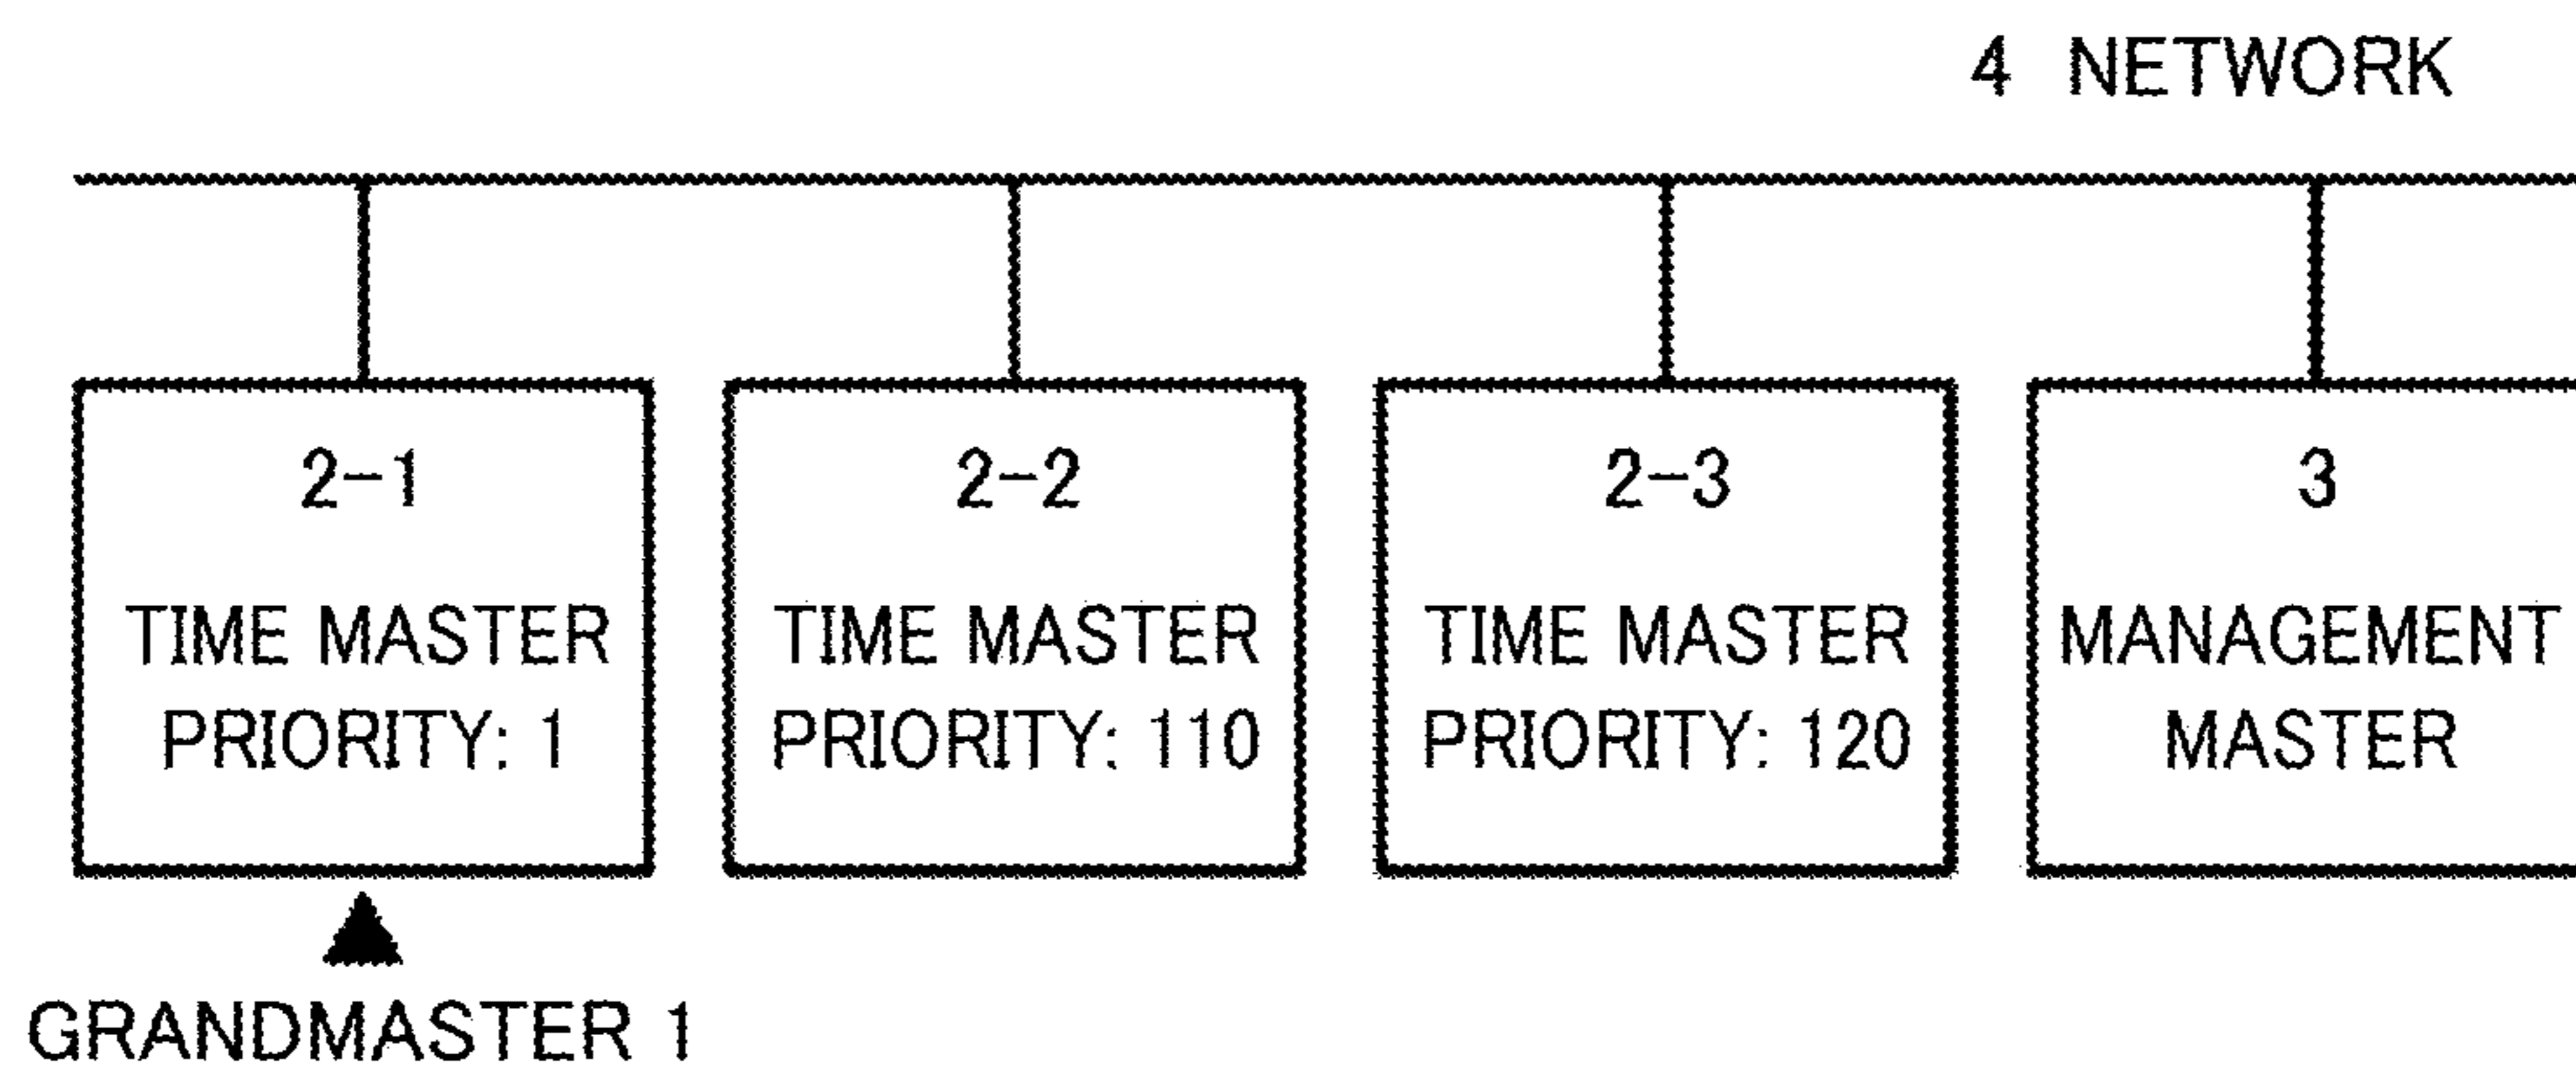 4 NETWORK
2-1
TIME MASTER
PRIORITY: 1
2-2
TIME MASTER
PRIORITY: 110
2-3
TIME MASTER
PRIORITY: 120
3
MANAGEMENT
MASTER
GRANDMASTER 1